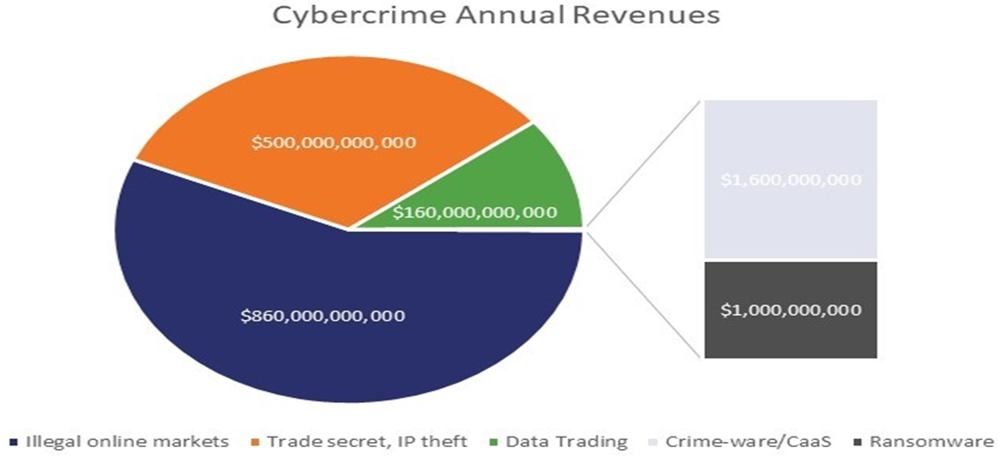 Cybercrime Annual Revenues
$500,000,000,000
$1,600,000,000
$160,000,000,000
$1,000,000,000
$860,000,000,000
Illegal online markets Trade secret, IP theft Data Trading Crime-ware/CaaS Ransomware